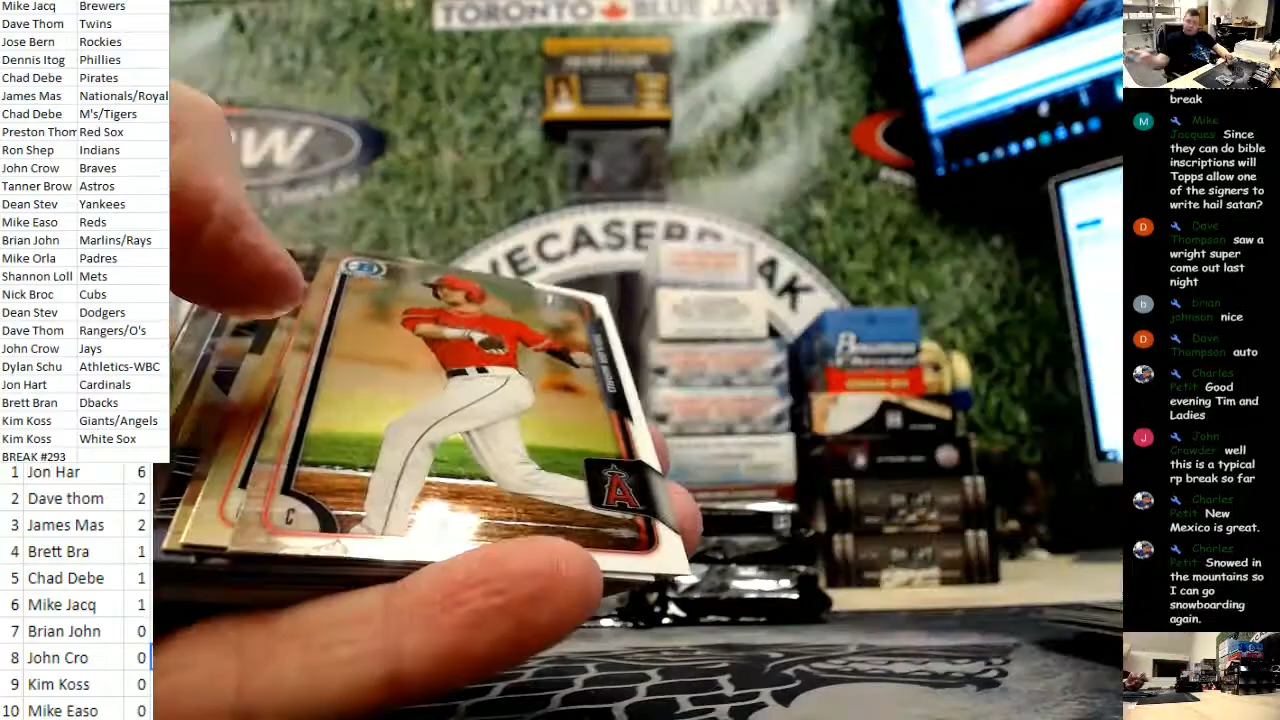 Mike Jacq Brewers
Dave Thom Twins
Jose Bern Rockies
Dennis Itog Phillies
Chad Debe Pirates
James Mas Nationals/Royal
Chad Debe M's/Tigers
Preston Thom Red Sox
Ron Shep Indians
John Crow Braves
Tanner Brow Astros
Dean Stev Yankees
Mike Easo Reds
Brian John Marlins/Rays
Mike Orla Padres
Shannon Loll Mets
Nick Broc Cubs
Dean Stev Dodgers
Dave Thom Rangers/O's
John Crow Jays
Dylan Schu Athletics-WBC
Jon Hart Cardinals
Brett Bran Dbacks
Kim Koss Giants/Angels
Kim Koss White Sox
BREAK #293
1 Jon Har 6
2 Dave thom 2
3 James Mas 2
4 Brett Bra 1
5 Chad Debe 1
6 Mike Jacq 1
7 Brian John 0
8 John Cro 0
9 Kim Koss 0
10 Mike Easo 0
TORONTO BLUE JAYS
W
VECASEBREAK
BOWMAN
A
C
break
M Mike
Jacques Since
they can do bible
inscriptions will
Topps allow one
of the signers to
write hail satan?
D Dave
Thompson saw a
wright super
come out last
night
b brian
johnson nice
D Dave
Thompson auto
Charles
Petit Good
evening Tim and
Ladies
J John
Crowder well
this is a typical
rp break so far
Charles
Petit New
Mexico is great.
Charles
Petit Snowed in
the mountains so
I can go
snowboarding
again.